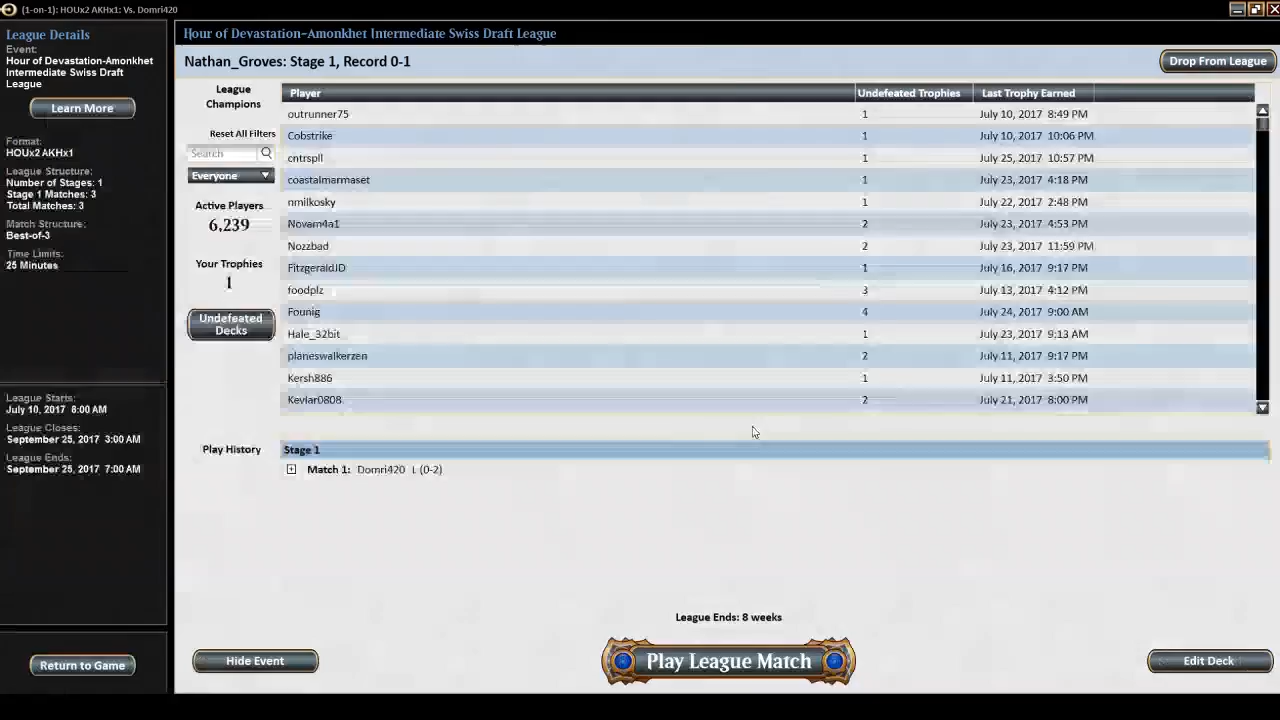 (1-on-1): HOUx2 AKHx1: Vs. Domri420
League Details
Event:
Hour of Devastation-Amonkhet
Intermediate Swiss Draft
League
Learn More
Format:
HOUx2 AKHx1
League Structure:
Number of Stages: 1
Stage 1 Matches: 3
Total Matches: 3
Match Structure:
Best-of-3
Time Limits:
25 Minutes
League Starts:
July 10, 2017 8:00 AM
League Closes:
September 25, 2017 3:00 AM
League Ends:
September 25, 2017 7:00 AM
Return to Game
Hour of Devastation-Amonkhet Intermediate Swiss Draft League
Nathan_Groves: Stage 1, Record 0-1
Drop From League
League
Champions
Reset All Filters
Search
Everyone
Active Players
6,239
Your Trophies
1
Undefeated
Decks
Player Undefeated Trophies Last Trophy Earned
outrunner75 1 July 10, 2017 8:49 PM
Cobstrike 1 July 10, 2017 10:06 PM
cntrspll 1 July 25, 2017 10:57 PM
coastalmarmaset 1 July 23, 2017 4:18 PM
nmilkosky 1 July 22, 2017 2:48 PM
Novam4a1 2 July 23, 2017 4:53 PM
Nozzbad 2 July 23, 2017 11:59 PM
FitzgeraldJD 1 July 16, 2017 9:17 PM
foodplz 3 July 13, 2017 4:12 PM
Founig 4 July 24, 2017 9:00 AM
Hale_32bit 1 July 23, 2017 9:13 AM
planeswalkerzen 2 July 11, 2017 9:17 PM
Kersh886 1 July 11, 2017 3:50 PM
Kevlar0808 2 July 21, 2017 8:00 PM
Play History
Stage 1
Match 1: Domri420 L (0-2)
League Ends: 8 weeks
Hide Event
Play League Match
Edit Deck